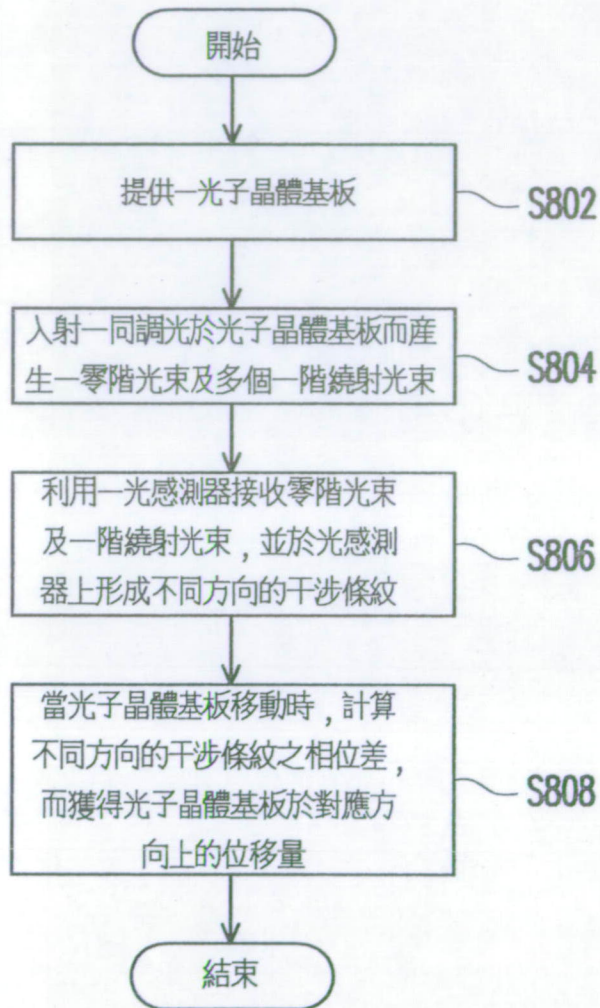 開始
提供一光子晶體基板
S802
入射一同調光於光子晶體基板而産
生一零階光束及多個一階繞射光束
S804
利用一光感測器接收零階光束
及一階繞射光束，並於光感測
器上形成不同方向的干涉條紋
S806
當光子晶體基板移動時，計算
不同方向的干涉條紋之相位差，
而獲得光子晶體基板於對應方
向上的位移量
S808
結束